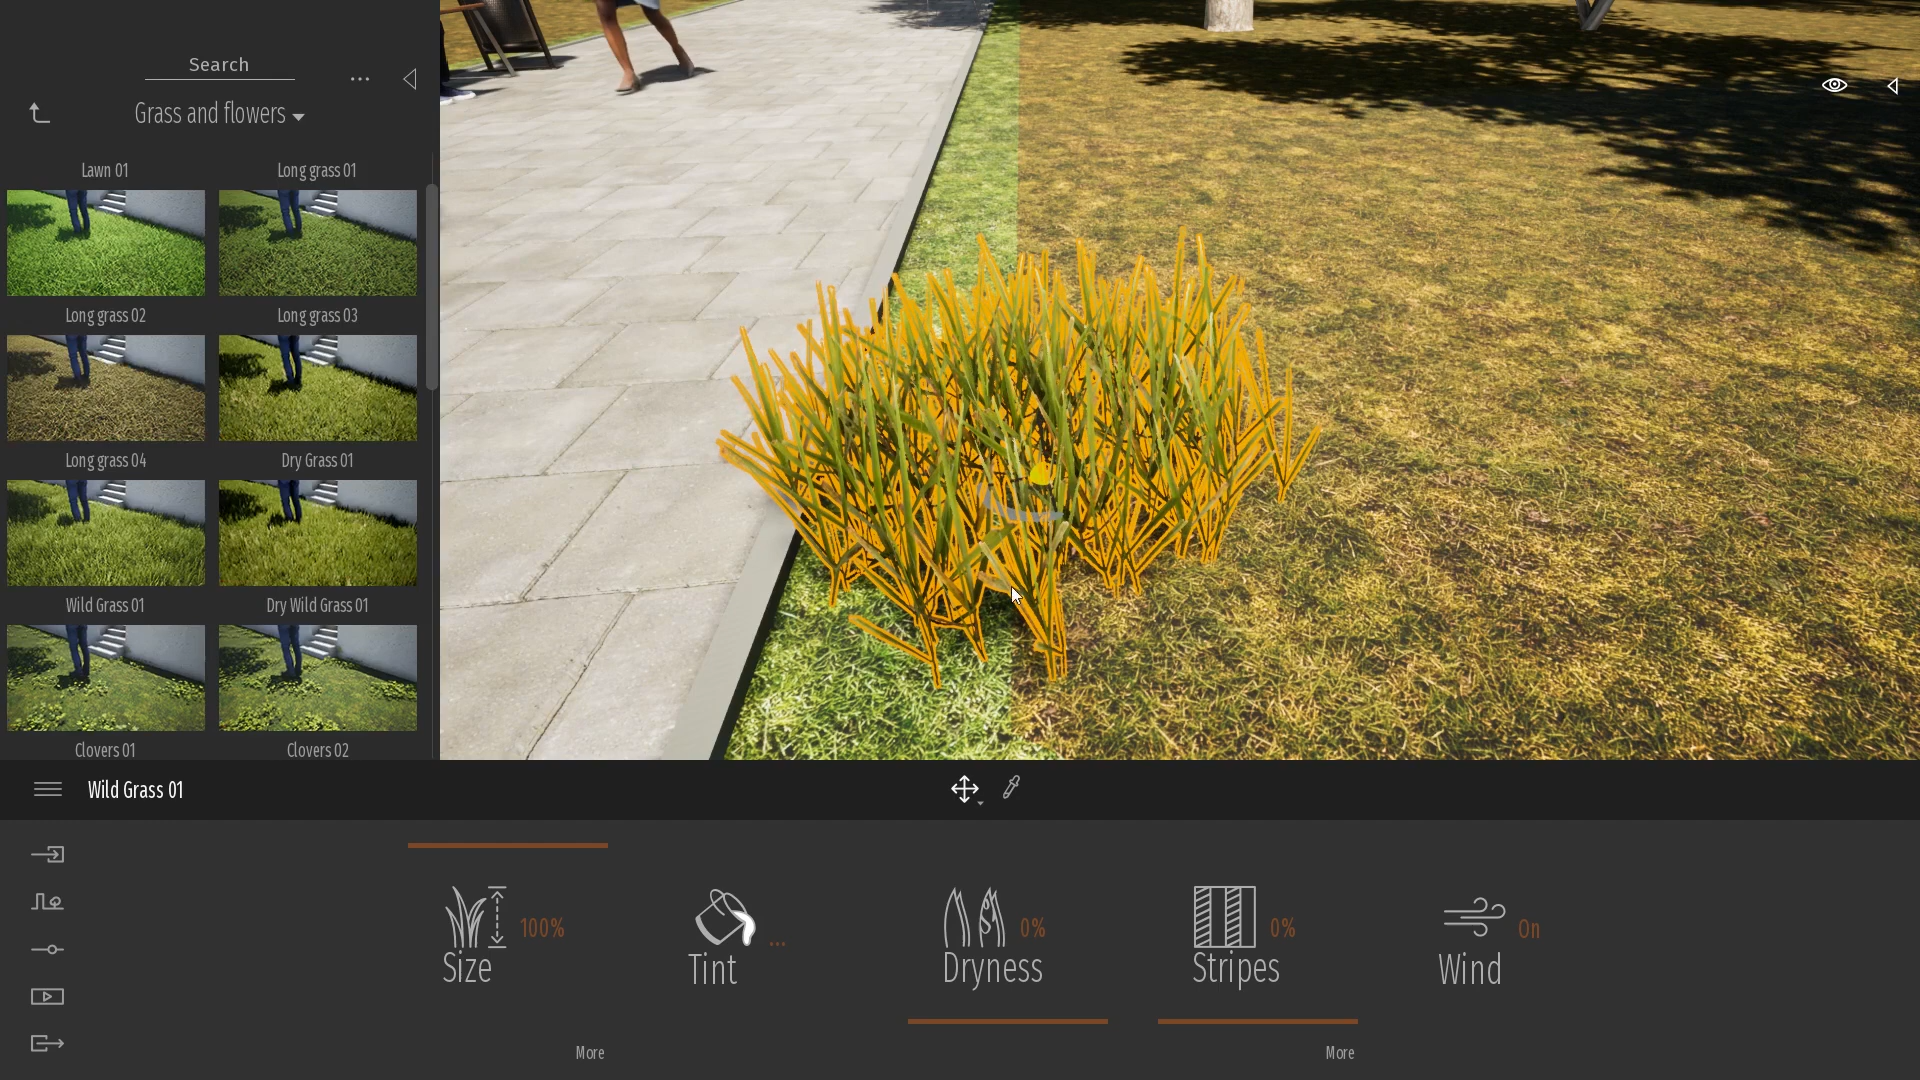 Search
...
Grass and flowers
Lawn 01
Long grass 01
Long grass 02
Long grass 03
Long grass 04
Dry Grass 01
Wild Grass 01
Dry Wild Grass 01
Clovers 01
Clovers 02
Wild Grass 01
100%
Size
...
Tint
0%
Dryness
0%
Stripes
On
Wind
More
More